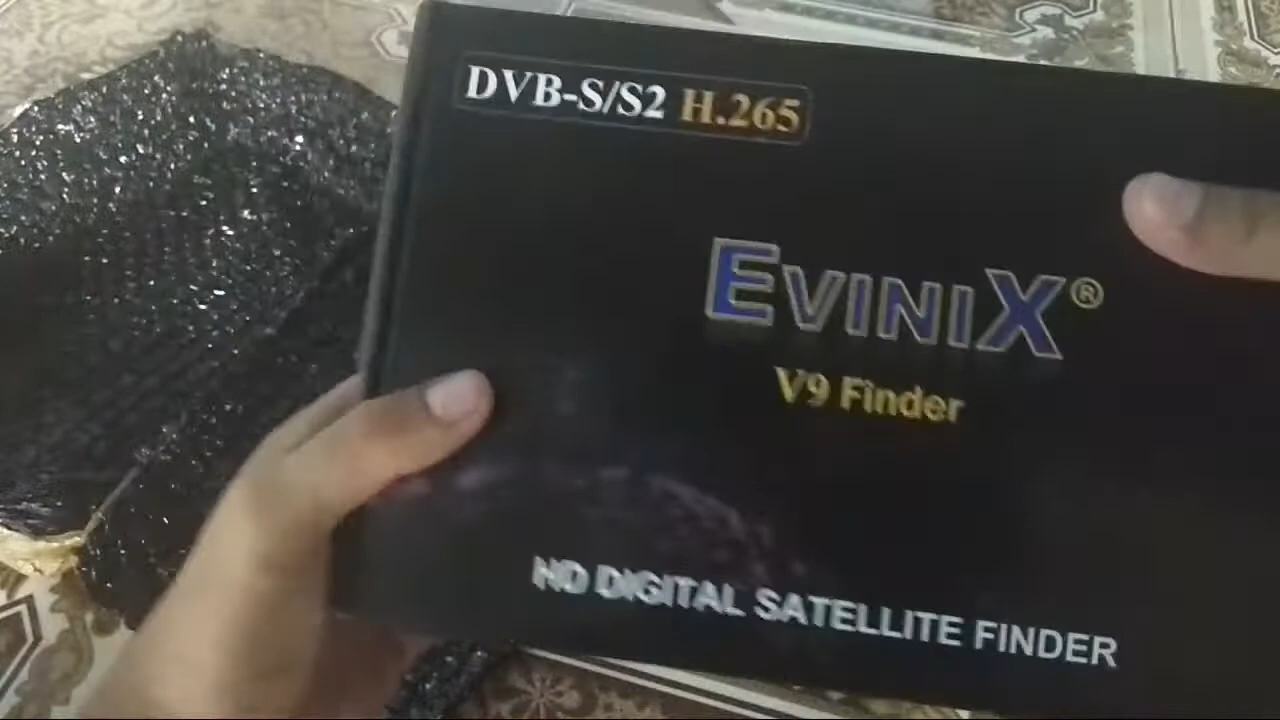 DVB-S/S2 H.265
EVINIX®
V9 Finder
HD DIGITAL SATELLITE FINDER